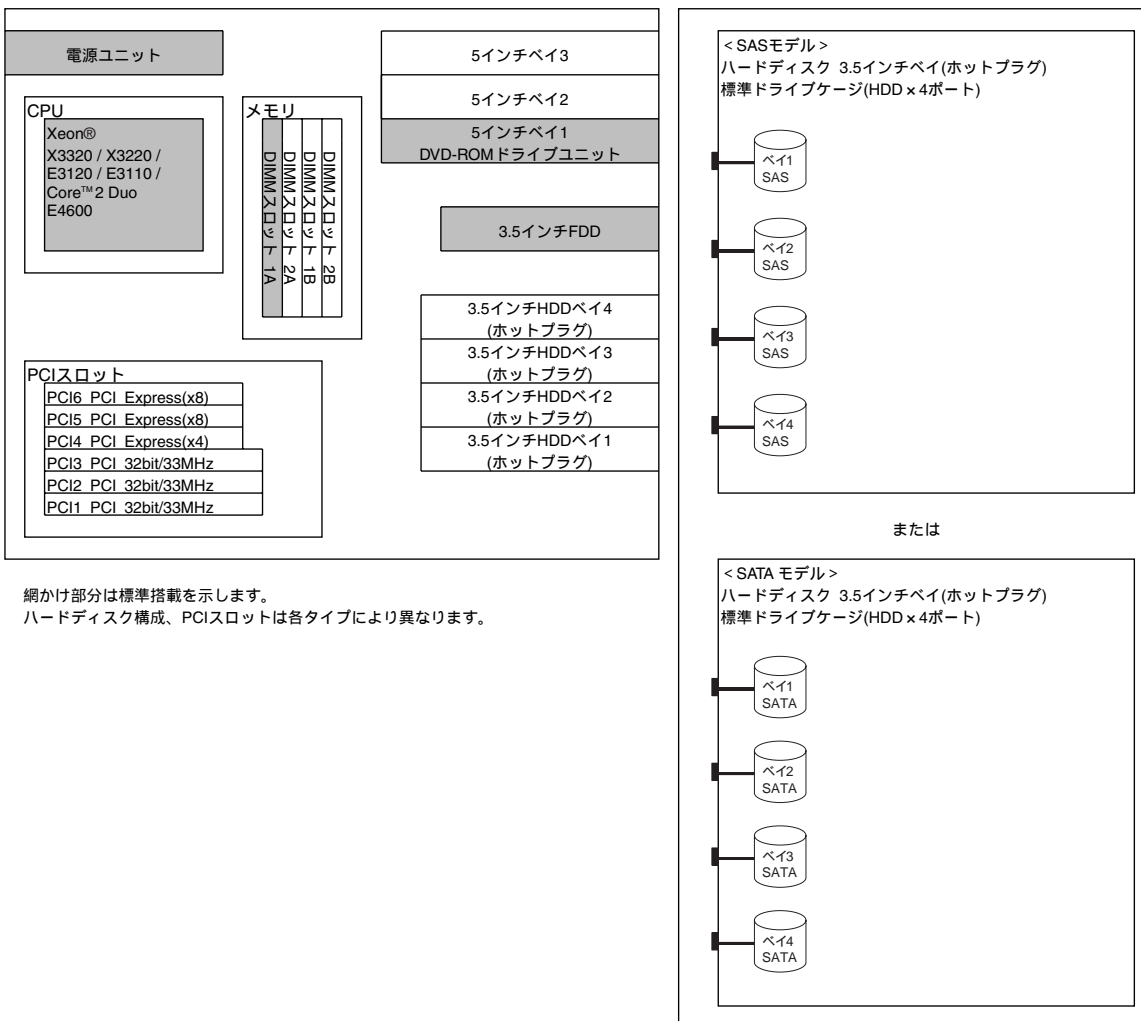 電源ユニット
CPU
Xeon®
X3320 / X3220 /
E3120 / E3110 /
Core™2 Duo
E4600
メモリ
DIMMスロット 1A
DIMMスロット 2A
DIMMスロット 1B
DIMMスロット 2B
5インチベイ3
5インチベイ2
5インチベイ1
DVD-ROMドライブユニット
3.5インチFDD
3.5インチHDDベイ4
(ホットプラグ)
3.5インチHDDベイ3
(ホットプラグ)
3.5インチHDDベイ2
(ホットプラグ)
3.5インチHDDベイ1
(ホットプラグ)
PCIスロット
PCI6 PCI Express(x8)
PCI5 PCI Express(x8)
PCI4 PCI Express(x4)
PCI3 PCI 32bit/33MHz
PCI2 PCI 32bit/33MHz
PCI1 PCI 32bit/33MHz
網かけ部分は標準搭載を示します。
ハードディスク構成、PCIスロットは各タイプにより異なります。
<SASモデル>
ハードディスク 3.5インチベイ(ホットプラグ)
標準ドライブケージ(HDD×4ポート)
ベイ1
SAS
ベイ2
SAS
ベイ3
SAS
ベイ4
SAS
または
<SATA モデル>
ハードディスク 3.5インチベイ(ホットプラグ)
標準ドライブケージ(HDD×4ポート)
ベイ1
SATA
ベイ2
SATA
ベイ3
SATA
ベイ4
SATA